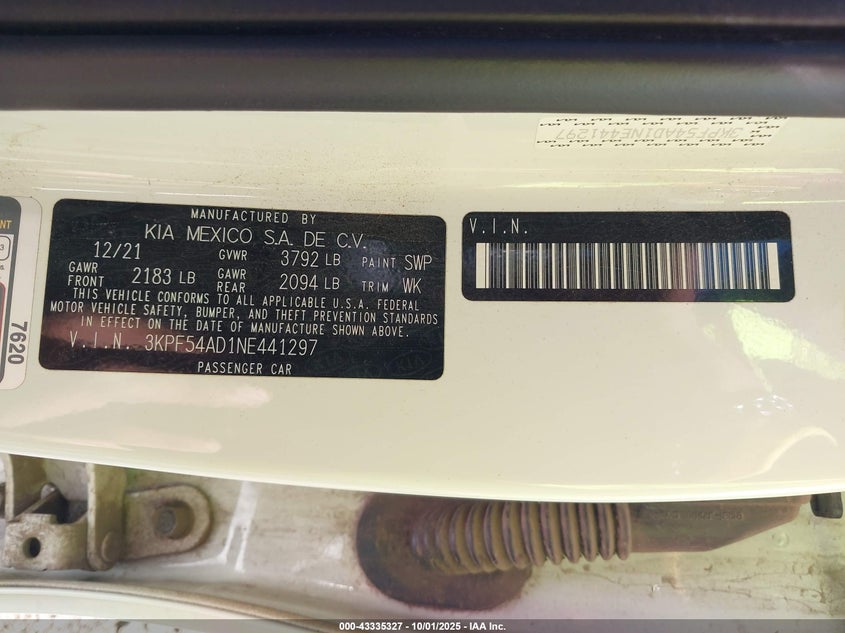 3KPF54AD1NE441297
MANUFACTURED BY
KIA MEXICO S.A. DE C.V.
12/21 GVWR 3792 LB PAINT SWP
GAWR FRONT 2183 LB GAWR REAR 2094 LB TRIM WK
THIS VEHICLE CONFORMS TO ALL APPLICABLE U.S.A. FEDERAL
MOTOR VEHICLE SAFETY, BUMPER, AND THEFT PREVENTION STANDARDS
IN EFFECT ON THE DATE OF MANUFACTURE SHOWN ABOVE.
V.I.N. 3KPF54AD1NE441297
PASSENGER CAR
V.I.N.
7620
000-43335327 - 10/01/2025 - IAA Inc.